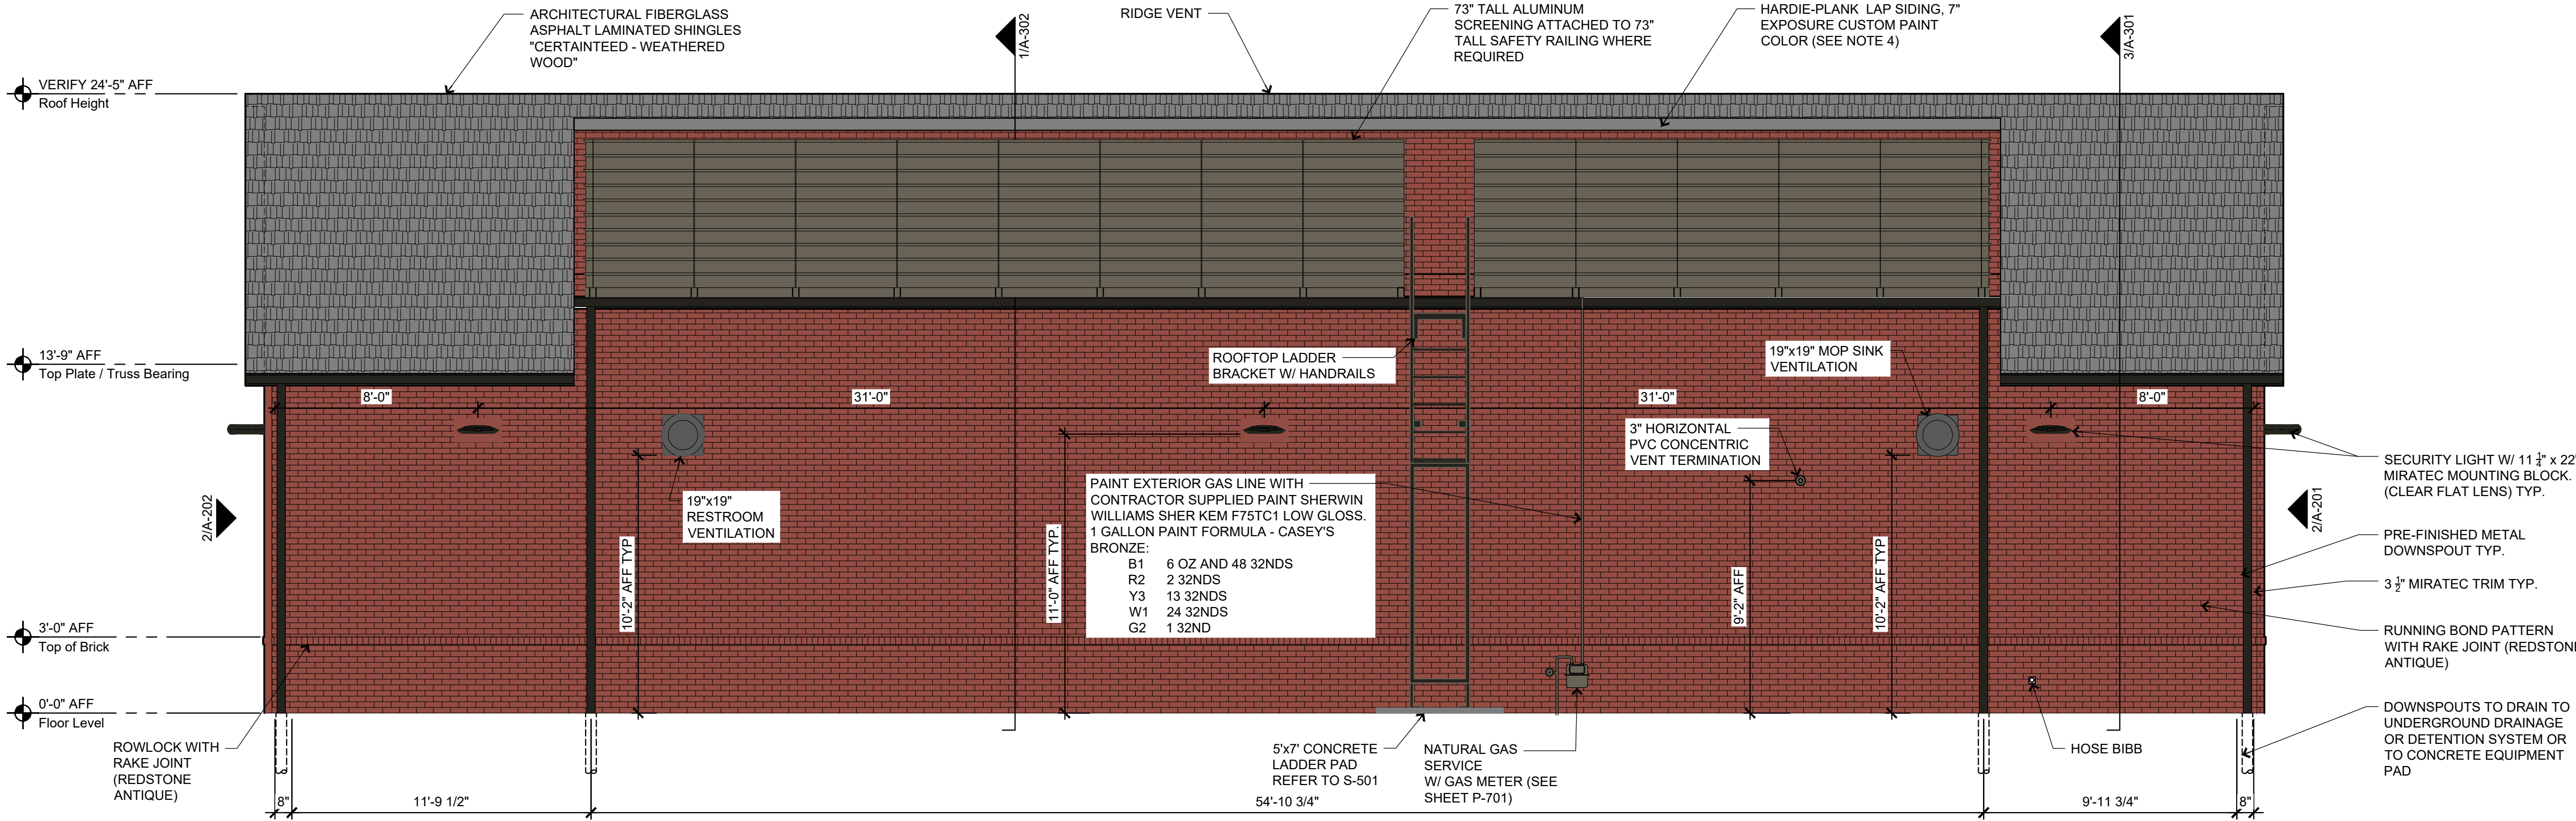 ARCHITECTURAL FIBERGLASS
ASPHALT LAMINATED SHINGLES
"CERTAINTEED - WEATHERED
WOOD"
1/A-302
RIDGE VENT
73" TALL ALUMINUM
SCREENING ATTACHED TO 73"
TALL SAFETY RAILING WHERE
REQUIRED
HARDIE-PLANK LAP SIDING, 7"
EXPOSURE CUSTOM PAINT
COLOR (SEE NOTE 4)
3/A-301
VERIFY 24'-5" AFF
Roof Height
13'-9" AFF
Top Plate / Truss Bearing
3'-0" AFF
Top of Brick
0'-0" AFF
Floor Level
8'-0"
31'-0"
31'-0"
8'-0"
ROOFTOP LADDER
BRACKET W/ HANDRAILS
19"x19" MOP SINK
VENTILATION
3" HORIZONTAL
PVC CONCENTRIC
VENT TERMINATION
19"x19"
RESTROOM
VENTILATION
PAINT EXTERIOR GAS LINE WITH
CONTRACTOR SUPPLIED PAINT SHERWIN
WILLIAMS SHER KEM F75TC1 LOW GLOSS.
1 GALLON PAINT FORMULA - CASEY'S
BRONZE:
B1 6 OZ AND 48 32NDS
R2 2 32NDS
Y3 13 32NDS
W1 24 32NDS
G2 1 32ND
2/A-202
10'-2" AFF TYP
11'-0" AFF TYP.
9'-2" AFF
10'-2" AFF TYP
2/A-201
SECURITY LIGHT W/ 11 1/4" x 22"
MIRATEC MOUNTING BLOCK.
(CLEAR FLAT LENS) TYP.
PRE-FINISHED METAL
DOWNSPOUT TYP.
3 1/2" MIRATEC TRIM TYP.
RUNNING BOND PATTERN
WITH RAKE JOINT (REDSTONE
ANTIQUE)
DOWNSPOUTS TO DRAIN TO
UNDERGROUND DRAINAGE
OR DETENTION SYSTEM OR
TO CONCRETE EQUIPMENT
PAD
ROWLOCK WITH
RAKE JOINT
(REDSTONE
ANTIQUE)
5'x7' CONCRETE
LADDER PAD
REFER TO S-501
NATURAL GAS
SERVICE
W/ GAS METER (SEE
SHEET P-701)
HOSE BIBB
8"
11'-9 1/2"
54'-10 3/4"
9'-11 3/4"
8"